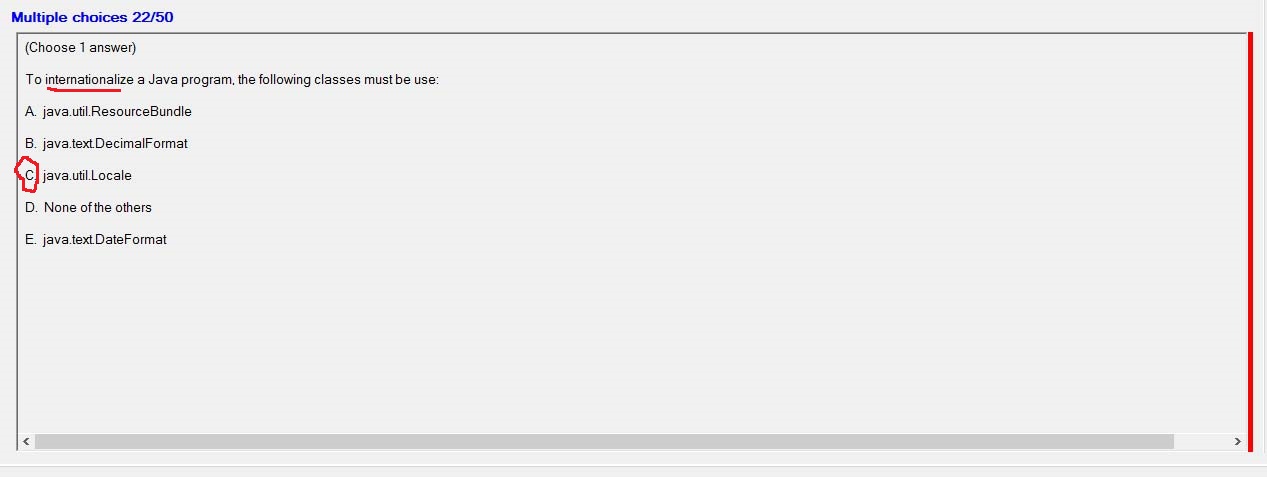 Multiple choices 22/50
(Choose 1 answer)
To internationalize a Java program, the following classes must be use:
A. java.util.ResourceBundle
B. java.text.DecimalFormat
C. java.util.Locale
D. None of the others
E. java.text.DateFormat